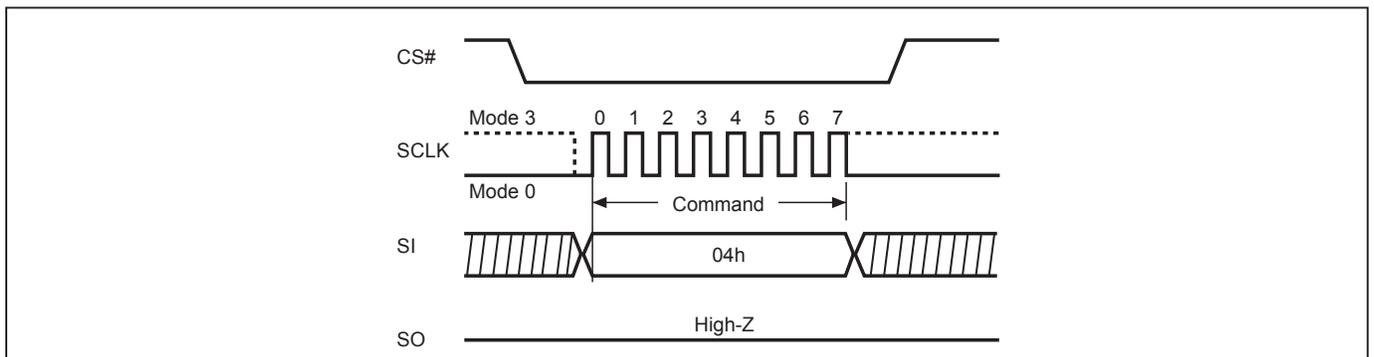 CS#
Mode 3 0 1 2 3 4 5 6 7
SCLK
Mode 0
Command
SI
04h
High-Z
SO